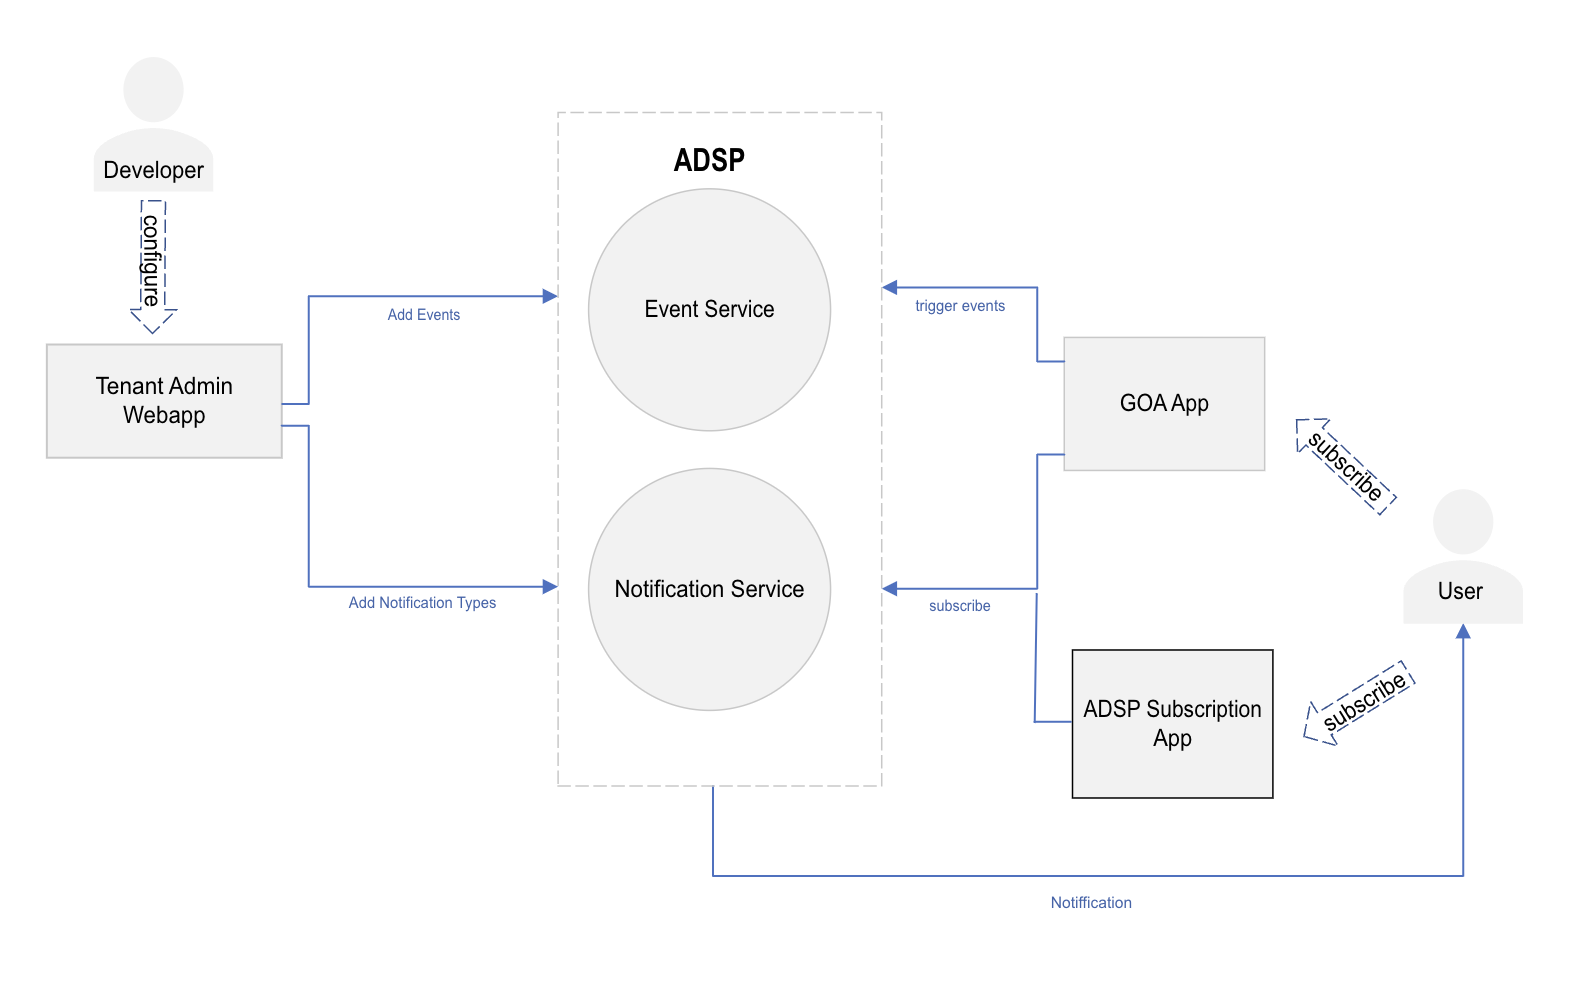 Developer
configure
Tenant Admin
Webapp
Add Events
Add Notification Types
ADSP
Event Service
Notification Service
trigger events
subscribe
GOA App
ADSP Subscription
App
subscribe
User
subscribe
Notiffication